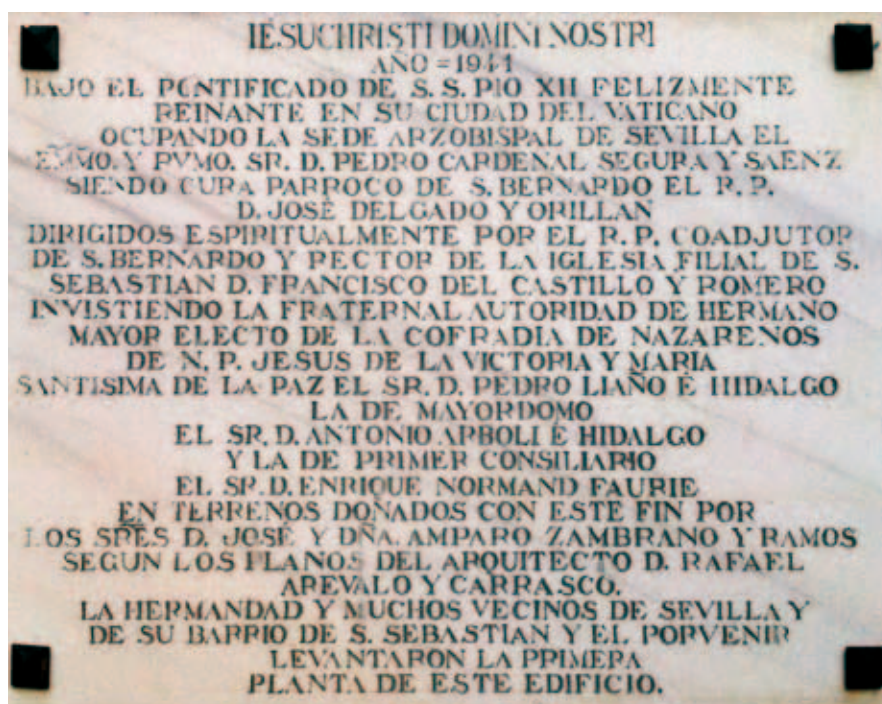 IESUCHRISTI DOMINI NOSTRI
AÑO = 1941
BAJO EL PONTIFICADO DE S. S. PIO XII FELIZMENTE
REINANTE EN SU CIUDAD DEL VATICANO
OCUPANDO LA SEDE ARZOBISPAL DE SEVILLA EL
EMMO. Y RVMO. SR. D. PEDRO CARDENAL SEGURA Y SAENZ
SIENDO CURA PARROCO DE S. BERNARDO EL R. P.
D. JOSÉ DELGADO Y ORILLAN
DIRIGIDOS ESPIRITUALMENTE POR EL R. P. COADJUTOR
DE S. BERNARDO Y RECTOR DE LA IGLESIA FILIAL DE S.
SEBASTIAN D. FRANCISCO DEL CASTILLO Y ROMERO
INVISTIENDO LA FRATERNAL AUTORIDAD DE HERMANO
MAYOR ELECTO DE LA COFRADIA DE NAZARENOS
DE N. P. JESUS DE LA VICTORIA Y MARIA
SANTISIMA DE LA PAZ EL SR. D. PEDRO LIAÑO É HIDALGO
LA DE MAYORDOMO
EL SR. D. ANTONIO ARBOLI É HIDALGO
Y LA DE PRIMER CONSILIARIO
EL SR. D. ENRIQUE NORMAND FAURIE
EN TERRENOS DOÑADOS CON ESTE FIN POR
LOS SRES D. JOSÉ Y DÑA. AMPARO ZAMBRANO Y RAMOS
SEGUN LOS PLANOS DEL ARQUITECTO D. RAFAEL
AREVALO Y CARRASCO.
LA HERMANDAD Y MUCHOS VECINOS DE SEVILLA Y
DE SU BARRIO DE S. SEBASTIAN Y EL PORVENIR
LEVANTARON LA PRIMERA
PLANTA DE ESTE EDIFICIO.